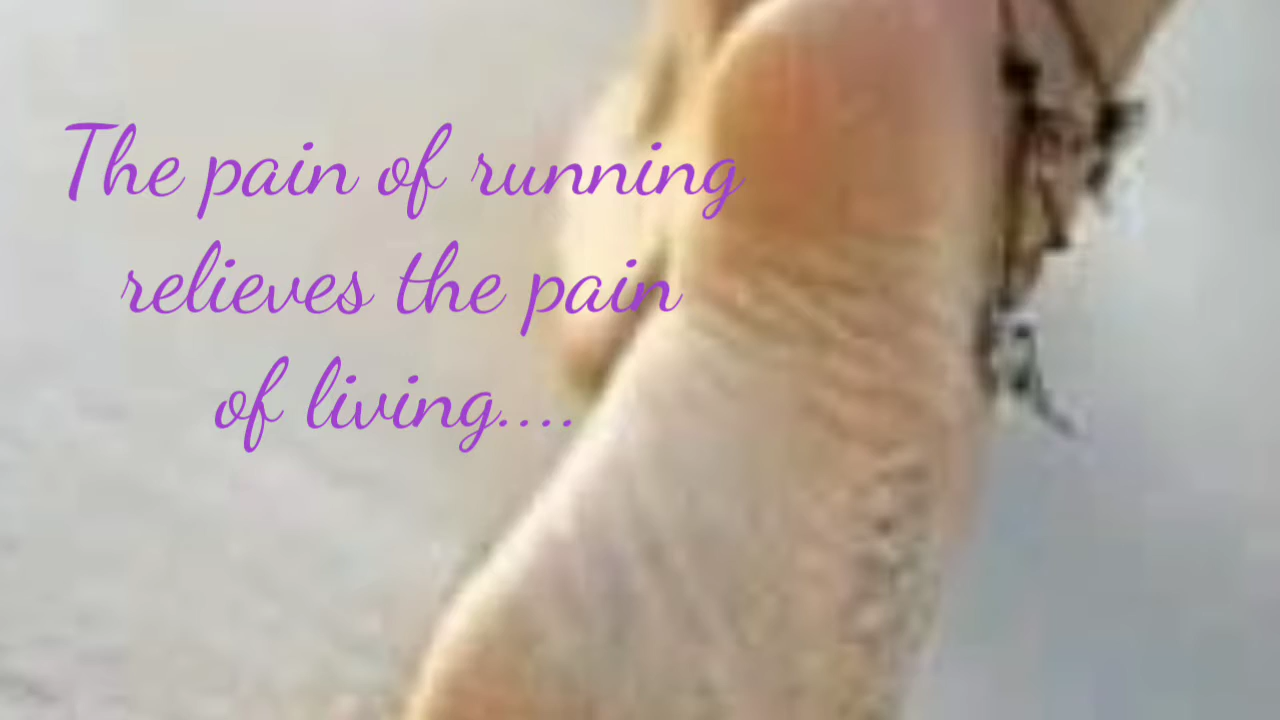 The pain of running
relieves the pain
of living....